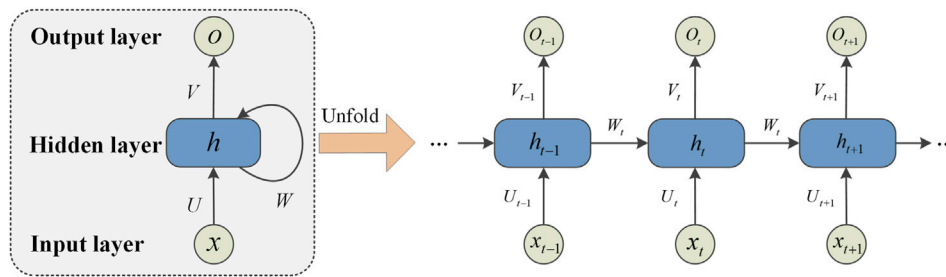 Output layer O
V
Hidden layer h
W
U
Input layer x
Unfold
O_{t-1} O_t O_{t+1}
V_{t-1} V_t V_{t+1}
... h_{t-1} W_t h_t W_t h_{t+1} ...
U_{t-1} U_t U_{t+1}
x_{t-1} x_t x_{t+1}